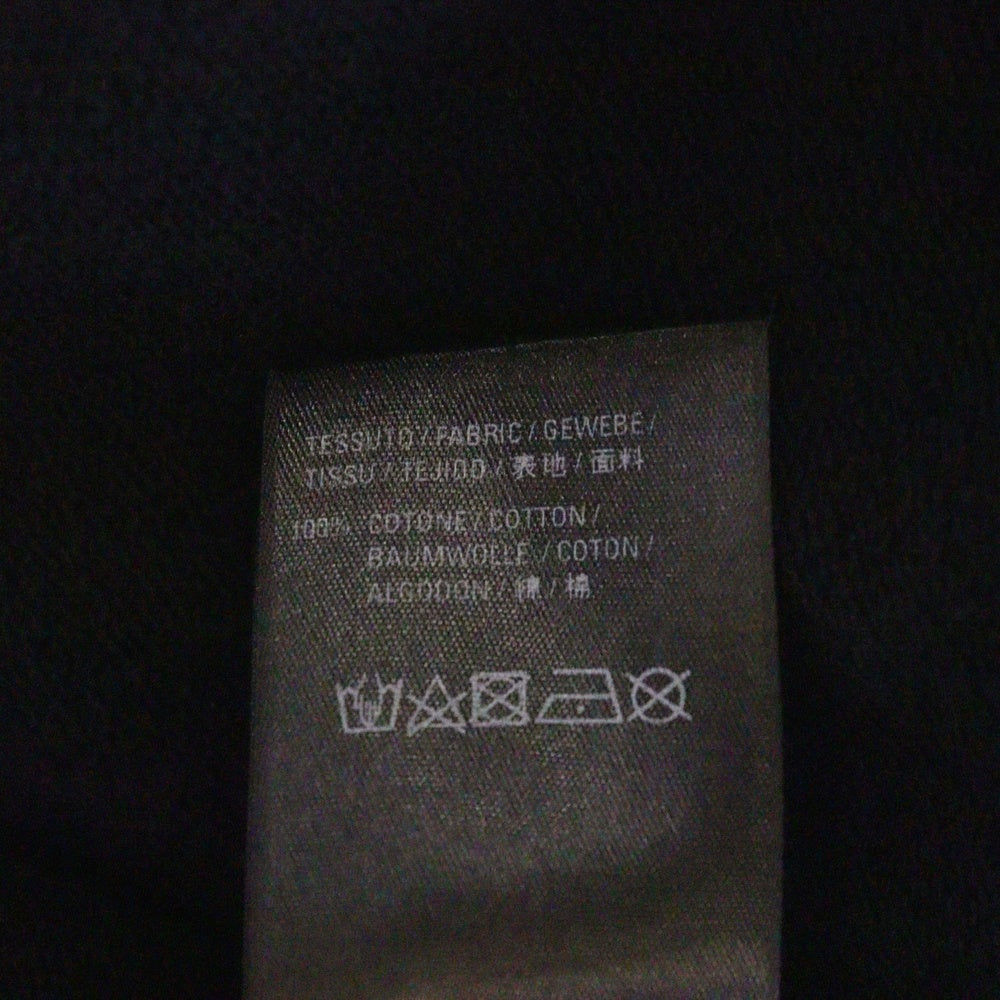 TESSUTO / FABRIC / GEWEBE /
TISSU / TEJIDO / 表地 / 面料
100% COTONE / COTTON /
BAUMWOLLE / COTON /
ALGODON / 綿 / 棉